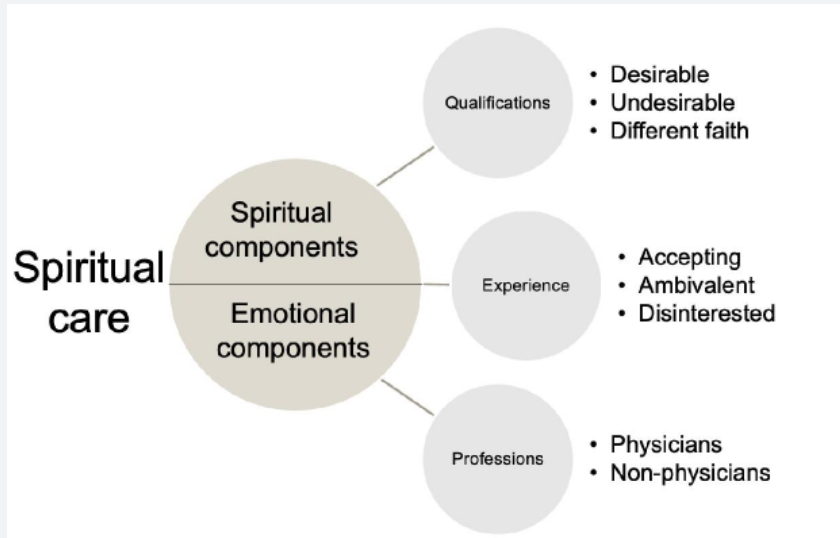 Spiritual
care
Spiritual
components
Emotional
components
Qualifications
• Desirable
• Undesirable
• Different faith
Experience
• Accepting
• Ambivalent
• Disinterested
Professions
• Physicians
• Non-physicians